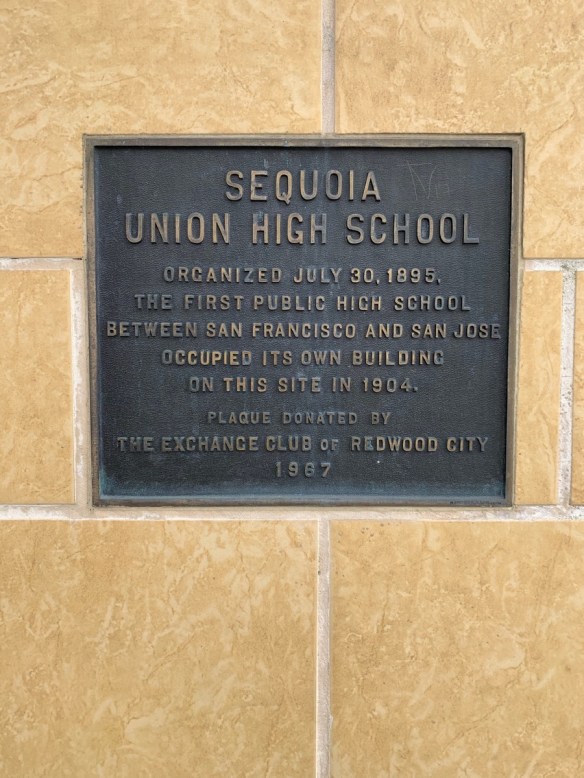 SEQUOIA
UNION HIGH SCHOOL
ORGANIZED JULY 30, 1895,
THE FIRST PUBLIC HIGH SCHOOL
BETWEEN SAN FRANCISCO AND SAN JOSE
OCCUPIED ITS OWN BUILDING
ON THIS SITE IN 1904.
PLAQUE DONATED BY
THE EXCHANGE CLUB OF REDWOOD CITY
1967